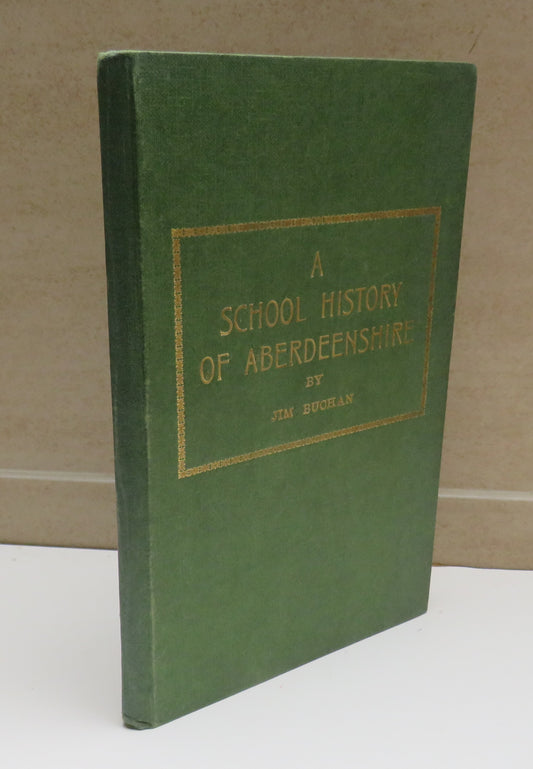 A
SCHOOL HISTORY
OF ABERDEENSHIRE
BY
JIM BUCHAN